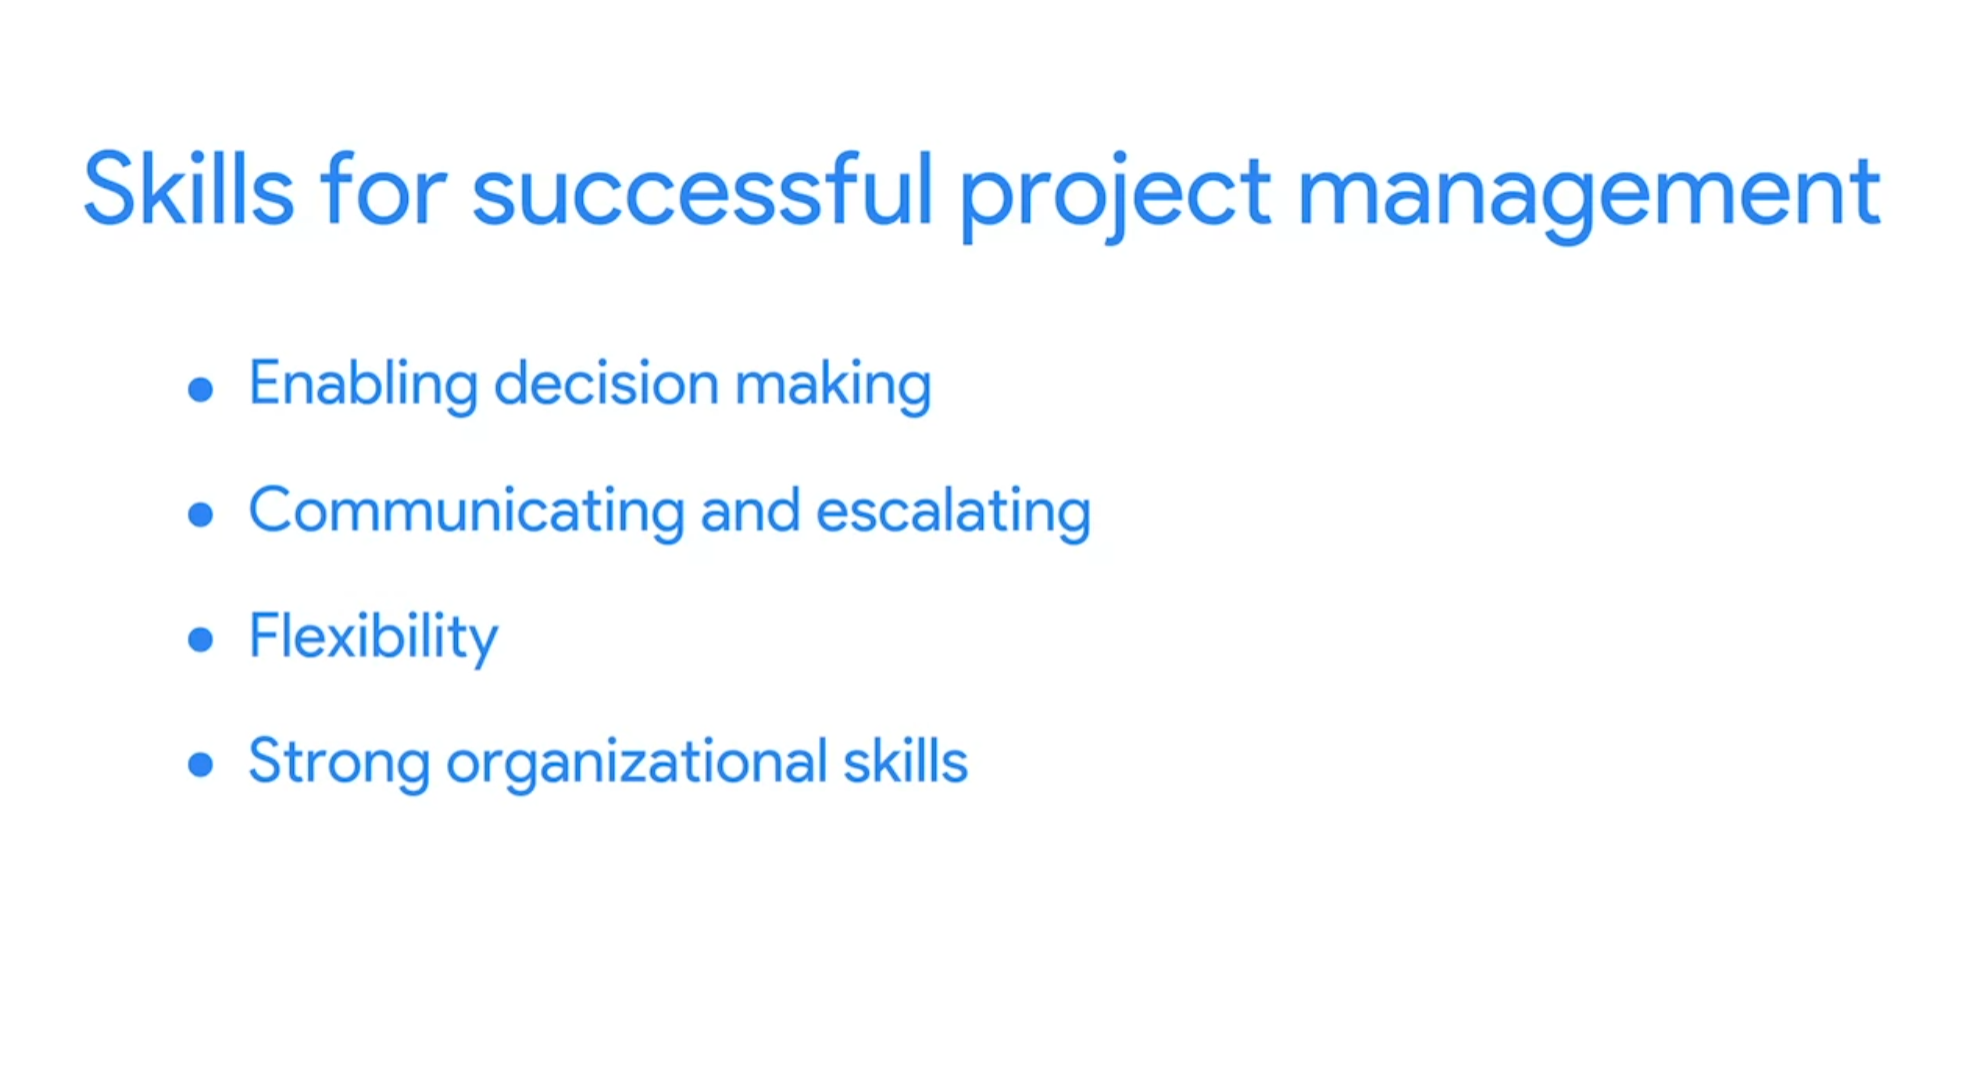 Skills for successful project management
• Enabling decision making
• Communicating and escalating
• Flexibility
• Strong organizational skills